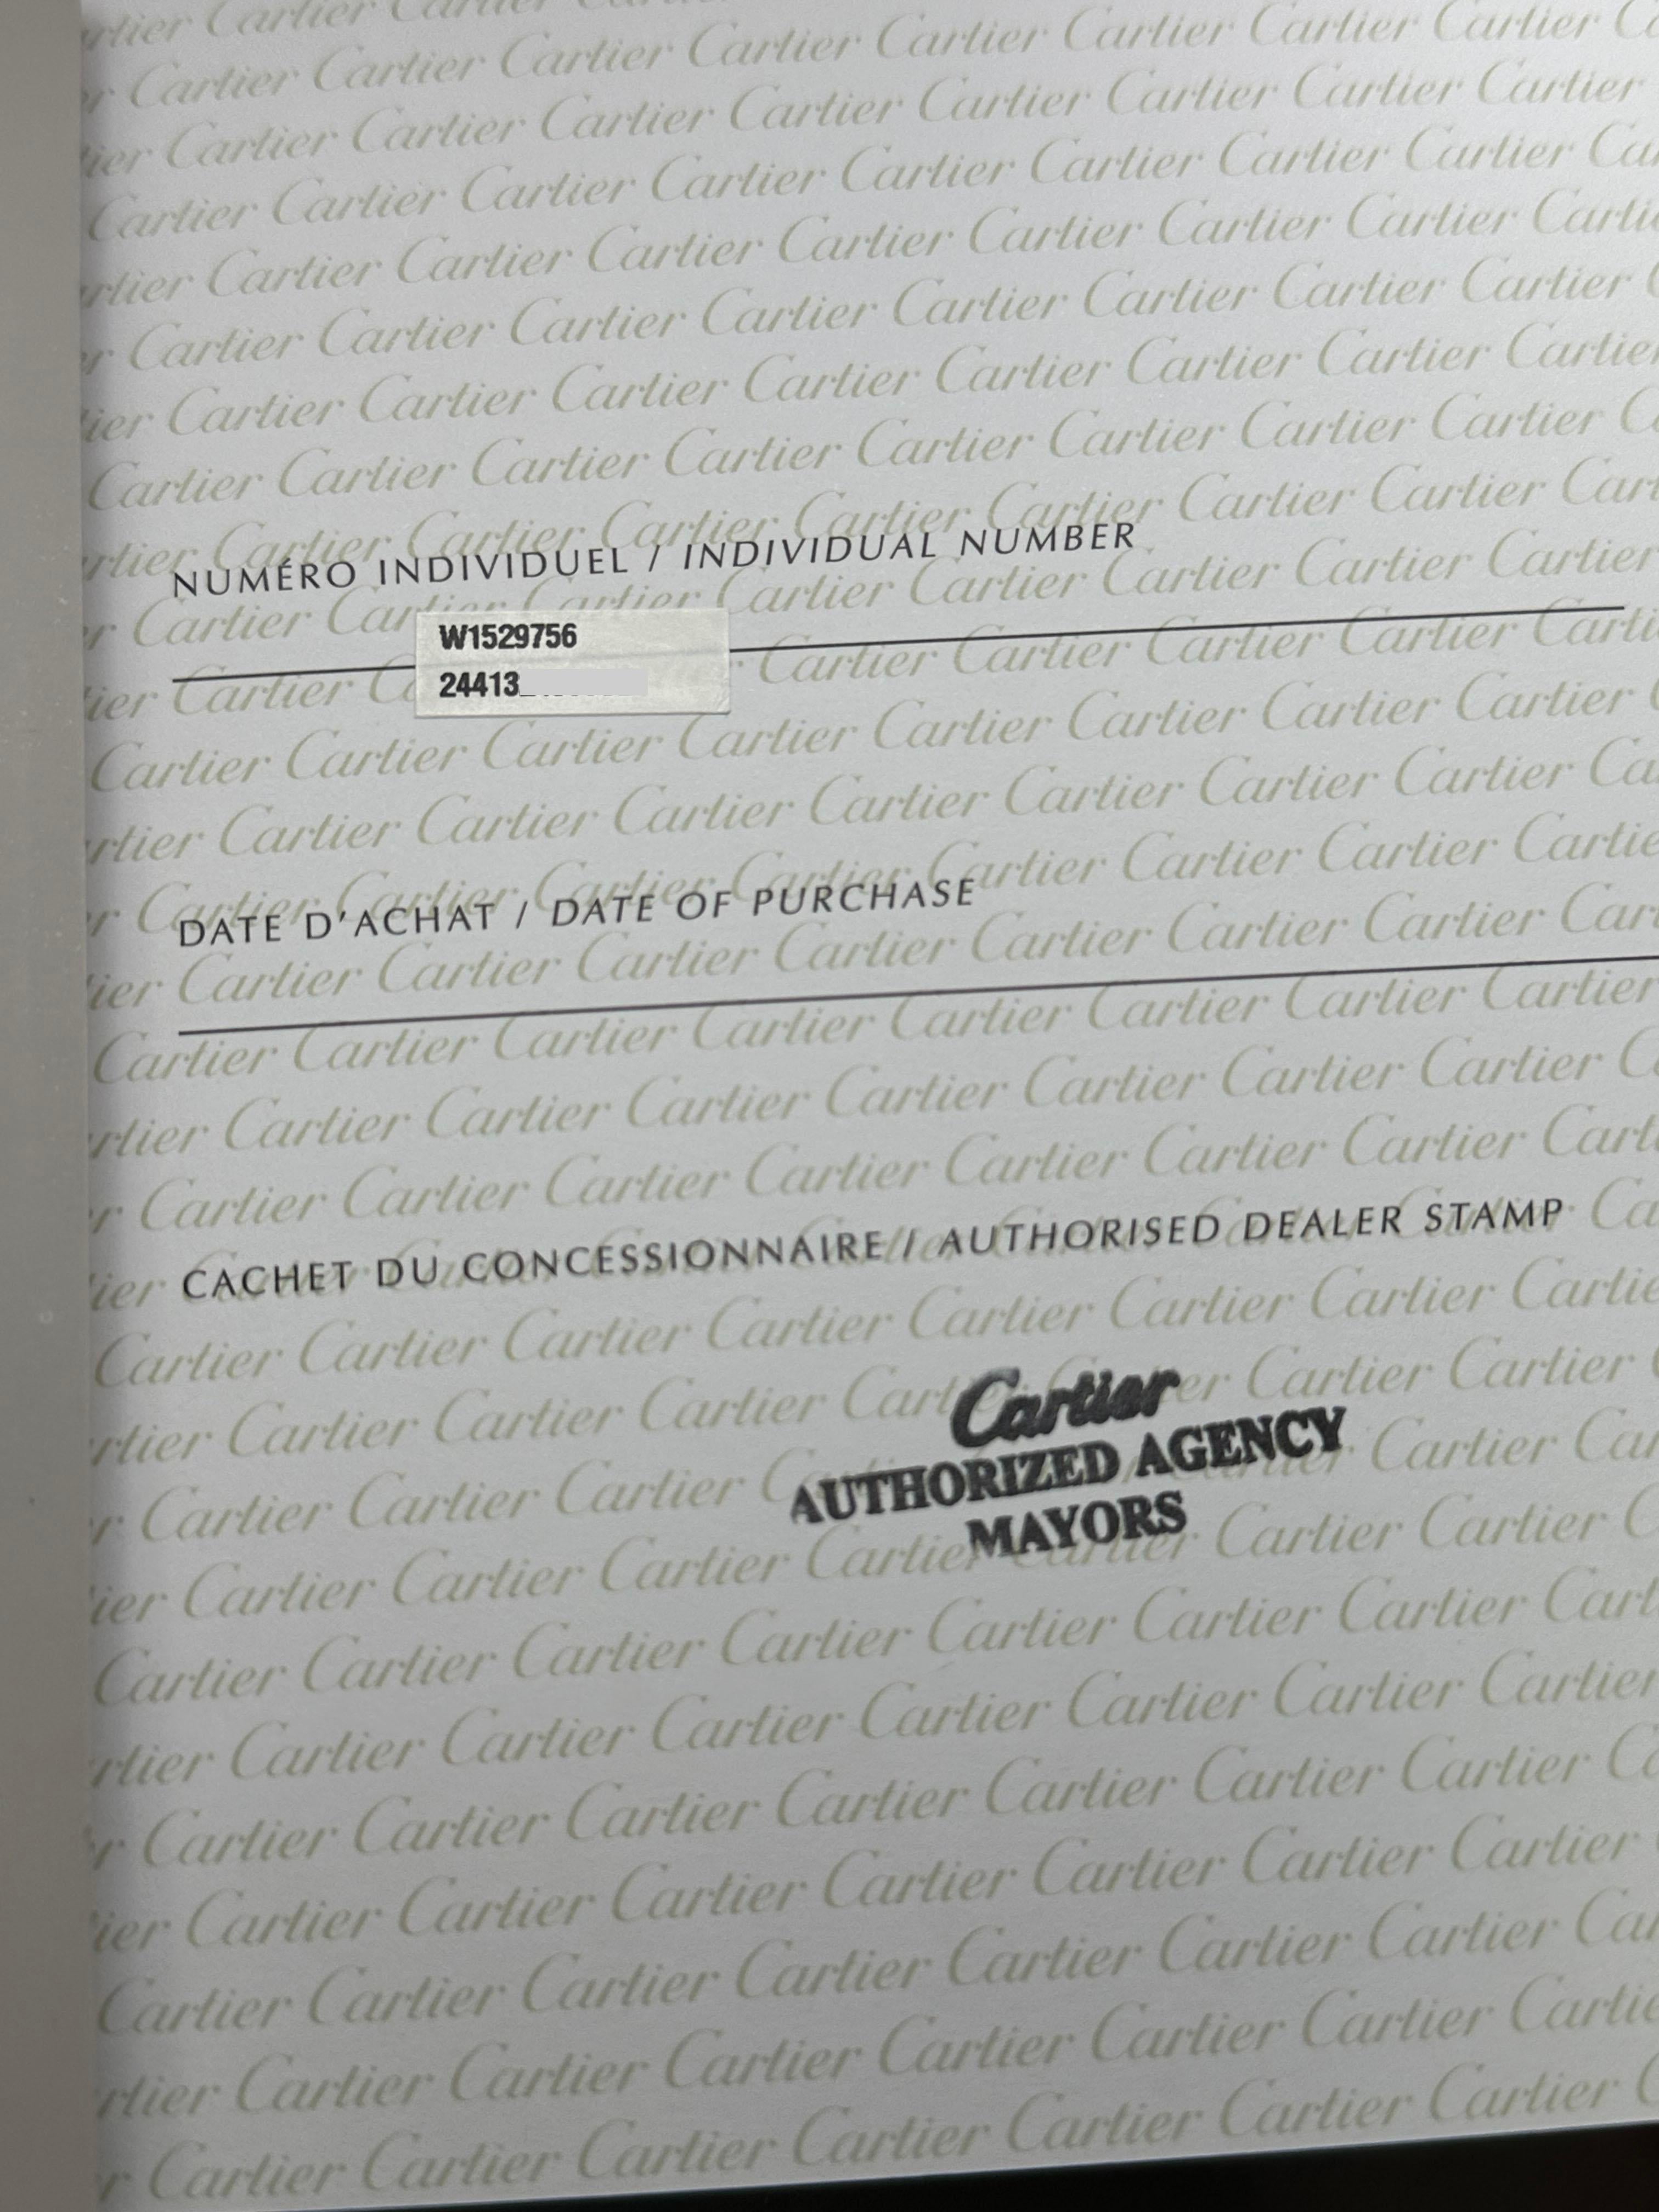 NUMÉRO INDIVIDUEL / INDIVIDUAL NUMBER
W1529756
24413
DATE D'ACHAT / DATE OF PURCHASE
CACHET DU CONCESSIONNAIRE / AUTHORISED DEALER STAMP
Cartier
AUTHORIZED AGENCY
MAYORS